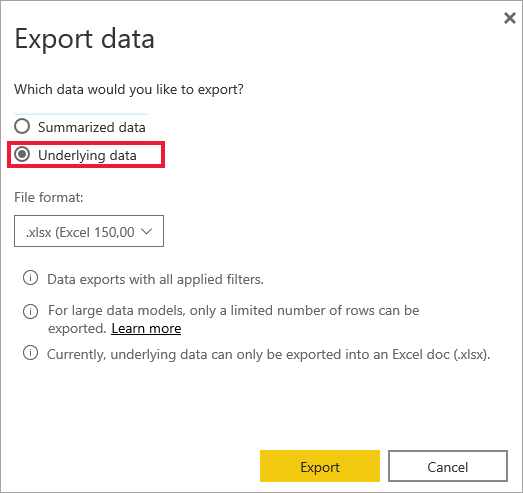 Export data
Which data would you like to export?
Summarized data
Underlying data
File format:
.xlsx (Excel 150,00
Data exports with all applied filters.
For large data models, only a limited number of rows can be
exported. Learn more
Currently, underlying data can only be exported into an Excel doc (.xlsx).
Export Cancel